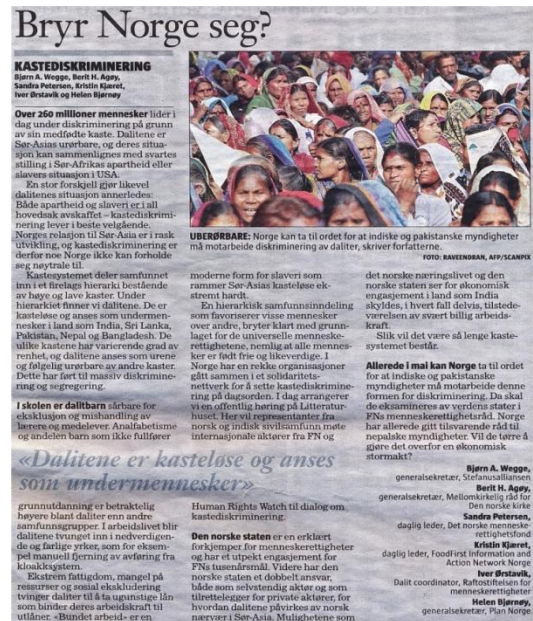 Bryr Norge seg?
KASTEDISKRIMINERING
Bjørn A. Wegge, Berit H. Agøy,
Sandra Petersen, Kristin Kjæret,
Iver Ørstavik og Helen Bjørnøy
Over 260 millioner mennesker lider i
dag under diskriminering på grunn
av sin medfødte kaste. Dalitene er
Sør-Asias urørbare, og deres situa-
sjon kan sammenlignes med svartes
stilling i Sør-Afrikas apartheid eller
slavers situasjon i USA.
En stor forskjell gjør likevel
dalitenes situasjon annerledes:
Både apartheid og slaveri er i all
hovedsak avskaffet – kastediskrimi-
nering lever i beste velgående.
Norges relasjon til Sør-Asia er i rask
utvikling, og kastediskriminering er
derfor noe Norge ikke kan forholde
seg nøytrale til.
Kastesystemet deler samfunnet
inn i et firelags hierarki bestående
av høye og lave kaster. Under
hierarkiet finner vi dalitene. De er
kasteløse og anses som undermen-
nesker i land som India, Sri Lanka,
Pakistan, Nepal og Bangladesh. De
ulike kastene har varierende grad av
renhet, og dalitene anses som urene
og følgelig urørbare av andre kaster.
Dette har ført til massiv diskrimine-
ring og segregering.
I skolen er dalitbarn sårbare for
eksklusjon og mishandling av
lærere og medelever. Analfabetisme
og andelen barn som ikke fullfører
«Dalitene er kasteløse og anses
som undermennesker»
grunnutdanning er betraktelig
høyere blant daliter enn andre
samfunnsgrupper. I arbeidslivet blir
dalitene tvunget inn i nedverdigen-
de og farlige yrker, som for eksem-
pel manuell fjerning av avføring fra
kloakksystem.
Ekstrem fattigdom, mangel på
ressurser og sosial ekskludering
tvinger daliter til å ta ugunstige lån
som binder deres arbeidskraft til
utlåner. «Bundet arbeid» er en
UBERØRBARE: Norge kan ta til ordet for at indiske og pakistanske myndigheter
må motarbeide diskriminering av daliter, skriver forfatterne.
FOTO: RAVEENDRAN, AFP/SCANPIX
moderne form for slaveri som
rammer Sør-Asias kasteløse ek-
stremt hardt.
En hierarkisk samfunnsinndeling
som favoriserer visse mennesker
over andre, bryter klart med grunn-
laget for de universelle menneske-
rettighetene, nemlig at alle mennes-
ker er født frie og likeverdige. I
Norge har en rekke organisasjoner
gått sammen i et solidaritets-
nettverk for å sette kastediskrimine-
ring på dagsorden. I dag arrangerer
vi en offentlig høring på Litteratur-
huset. Her vil representanter fra
norsk og indisk sivilsamfunn møte
internasjonale aktører fra FN og
Human Rights Watch til dialog om
kastediskriminering.
Den norske staten er en erklært
forkjemper for menneskerettigheter
og har et utpekt engasjement for
FNs tusenårsmål. Videre har den
norske staten et dobbelt ansvar,
både som selvstendig aktør og som
tilrettelegger for private aktører, for
hvordan dalitene påvirkes av norsk
nærvær i Sør-Asia. Mulighetene som
det norske næringslivet og den
norske staten ser for økonomisk
engasjement i land som India
skyldes, i hvert fall delvis, tilstede-
værelsen av svært billig arbeids-
kraft.
Slik vil det være så lenge kaste-
systemet består.
Allerede i mai kan Norge ta til ordet
for at indiske og pakistanske
myndigheter må motarbeide denne
formen for diskriminering. Da skal
de eksamineres av verdens stater i
FNs menneskerettighetsråd. Norge
har allerede gitt tilsvarende råd til
nepalske myndigheter. Vil de tørre å
gjøre det overfor en økonomisk
stormakt?
Bjørn A. Wegge,
generalsekretær, Stefanusalliansen
Berit H. Agøy,
generalsekretær, Mellomkirkelig råd for
Den norske kirke
Sandra Petersen,
daglig leder, Det norske menneske-
rettighetsfond
Kristin Kjæret,
daglig leder, FoodFirst Information and
Action Network Norge
Iver Ørstavik,
Dalit coordinator, Raftostiftelsen for
menneskerettigheter
Helen Bjørnøy,
generalsekretær, Plan Norge